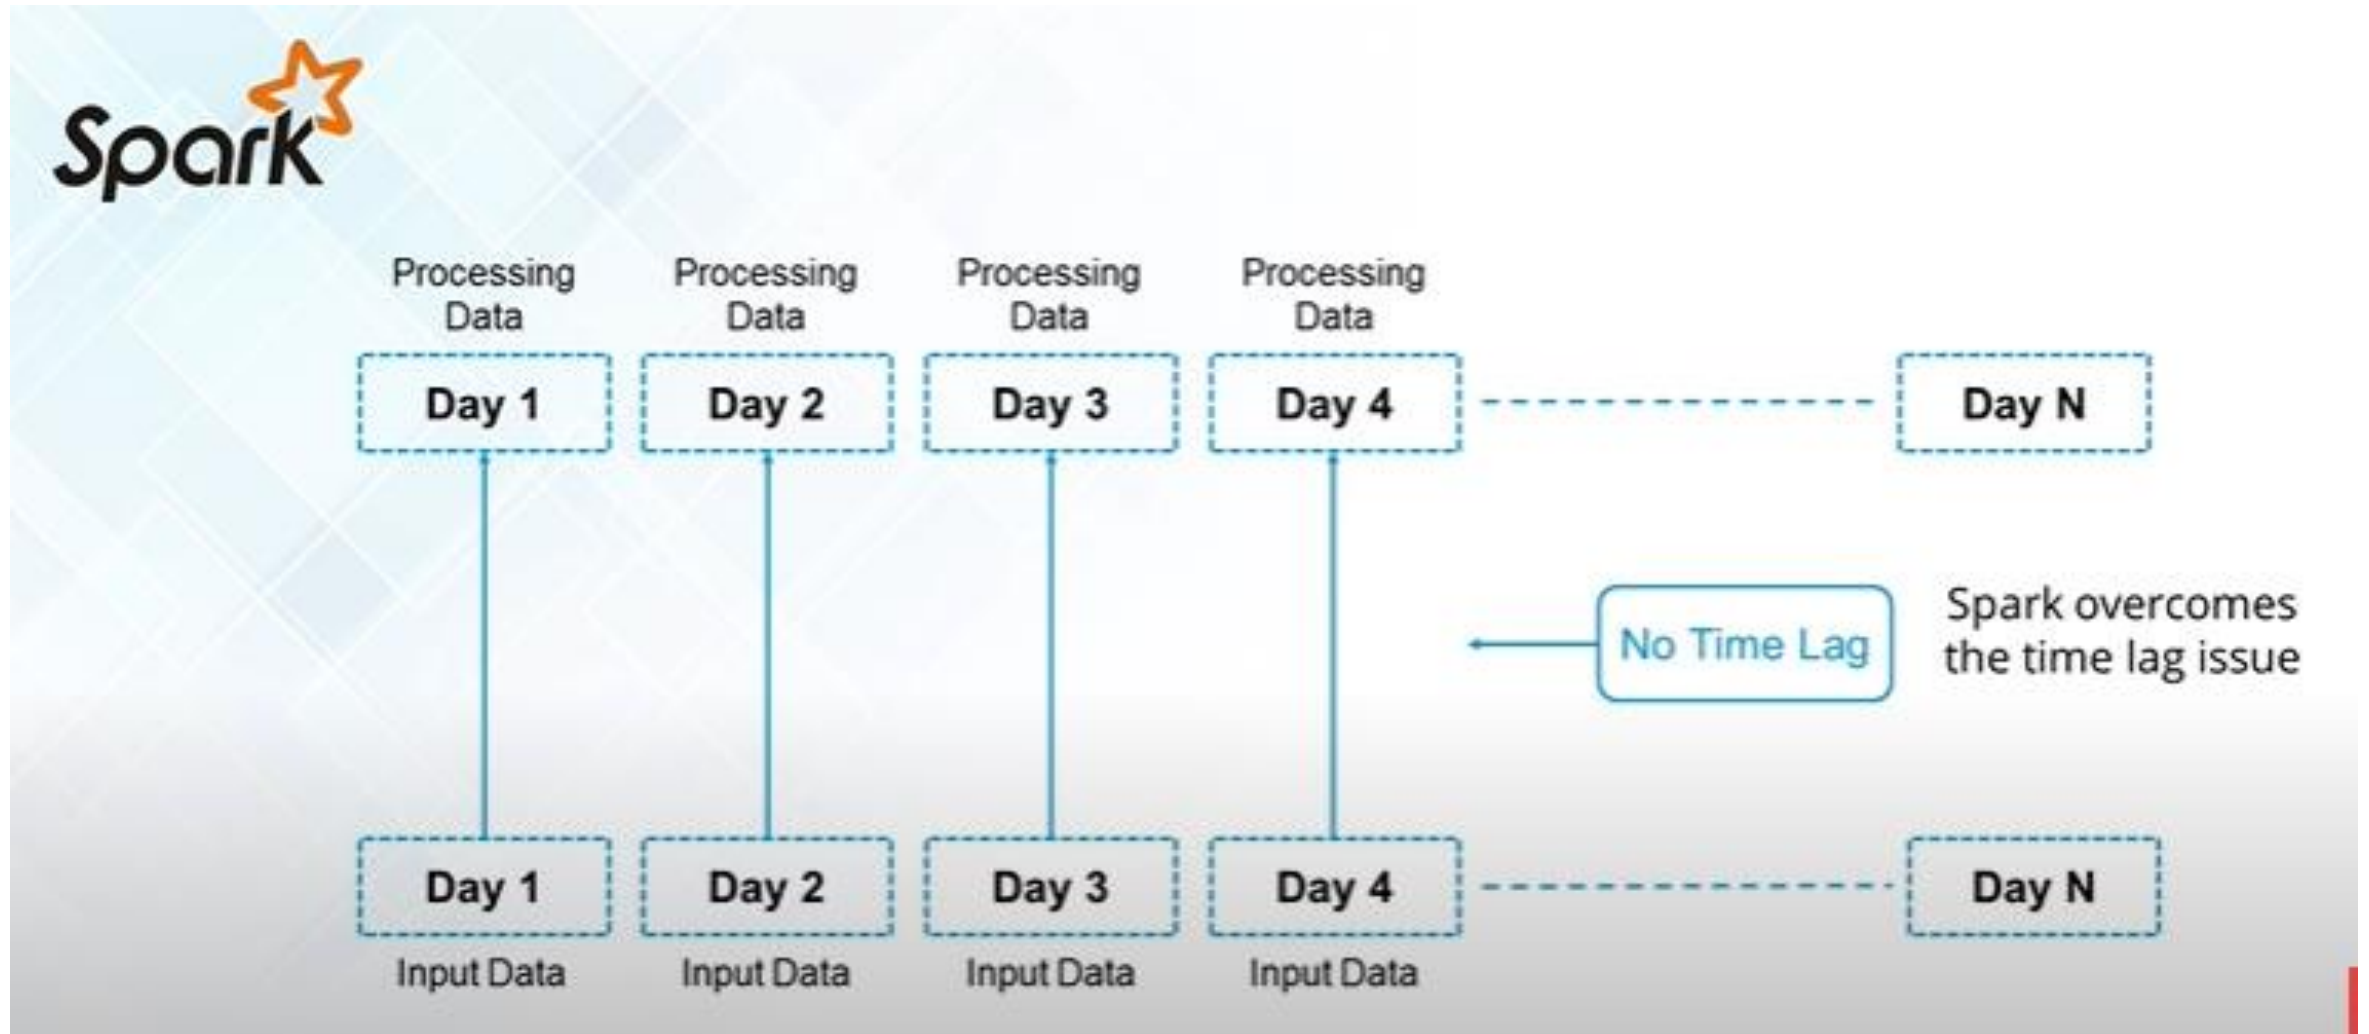 Spark
Processing
Data
Processing
Data
Processing
Data
Processing
Data
Day 1
Day 2
Day 3
Day 4
Day N
No Time Lag
Spark overcomes
the time lag issue
Day 1
Day 2
Day 3
Day 4
Day N
Input Data
Input Data
Input Data
Input Data